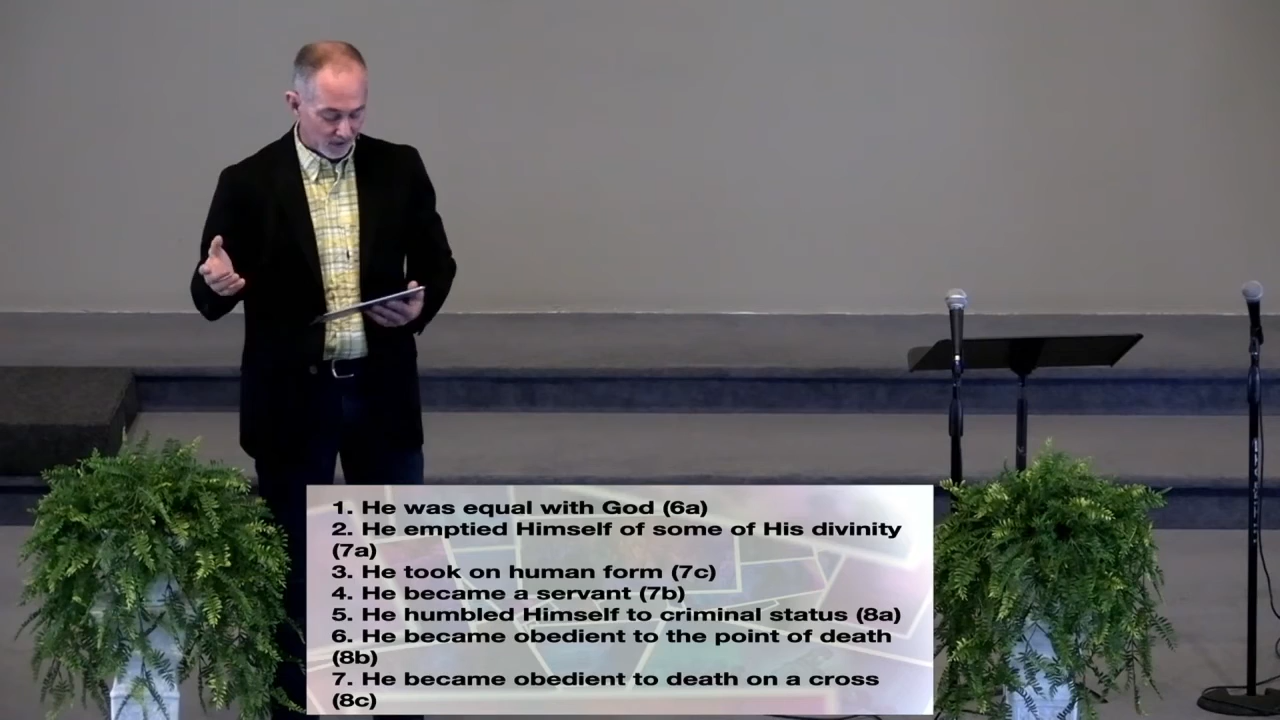 1. He was equal with God (6a)
2. He emptied Himself of some of His divinity
(7a)
3. He took on human form (7c)
4. He became a servant (7b)
5. He humbled Himself to criminal status (8a)
6. He became obedient to the point of death
(8b)
7. He became obedient to death on a cross
(8c)